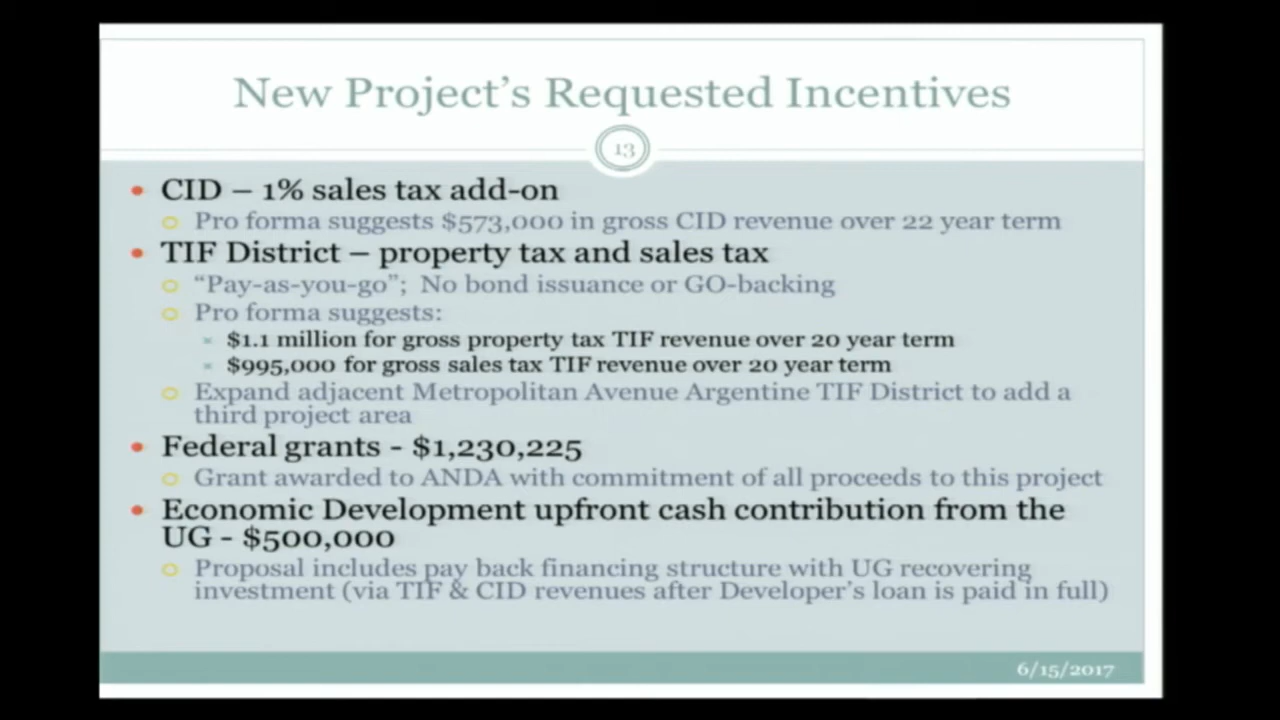 New Project's Requested Incentives
13
CID – 1% sales tax add-on
Pro forma suggests $573,000 in gross CID revenue over 22 year term
TIF District – property tax and sales tax
"Pay-as-you-go"; No bond issuance or GO-backing
Pro forma suggests:
$1.1 million for gross property tax TIF revenue over 20 year term
$995,000 for gross sales tax TIF revenue over 20 year term
Expand adjacent Metropolitan Avenue Argentine TIF District to add a
third project area
Federal grants - $1,230,225
Grant awarded to ANDA with commitment of all proceeds to this project
Economic Development upfront cash contribution from the
UG - $500,000
Proposal includes pay back financing structure with UG recovering
investment (via TIF & CID revenues after Developer's loan is paid in full)
6/15/2017